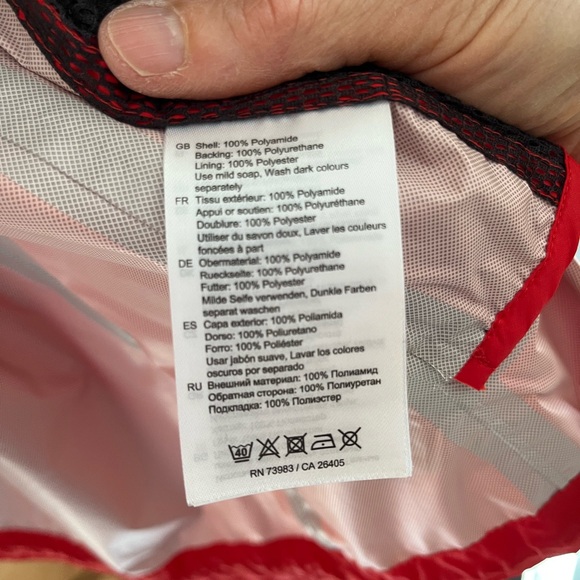 GB Shell: 100% Polyamide
Backing: 100% Polyurethane
Lining: 100% Polyester
Use mild soap, Wash dark colours
separately
FR Tissu extérieur: 100% Polyamide
Appui or soutien: 100% Polyuréthane
Doublure: 100% Polyester
Utiliser du savon doux, Laver les couleurs
foncées à part
DE Obermaterial: 100% Polyamide
Rueckseite: 100% Polyurethane
Futter: 100% Polyester
Milde Seife verwenden, Dunkle Farben
separat waschen
ES Capa exterior: 100% Poliamida
Dorso: 100% Poliuretano
Forro: 100% Poliéster
Usar jabón suave, Lavar los colores
oscuros por separado
RU Внешний материал: 100% Полиамид
Обратная сторона: 100% Полиуретан
Подкладка: 100% Полиэстер
40
RN 73983 / CA 26405